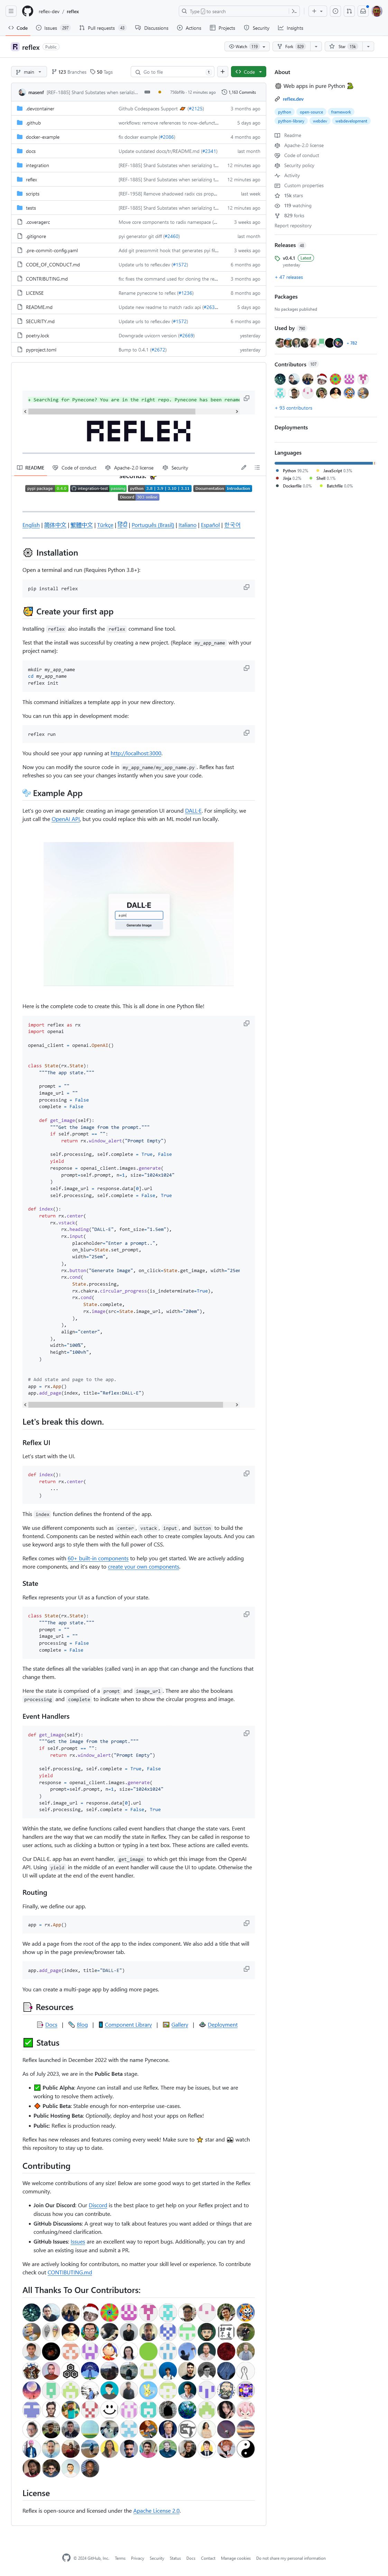 reflex-dev / reflex
Type / to search
Code
Issues 287
Pull requests 43
Discussions
Actions
Projects
Security
Insights
reflex Public
Watch 119
Fork 829
Star 15k
main
123 Branches
50 Tags
Go to file
t
Code
masenf [REF-1885] Shard Substates when serializing
12 minutes ago
1,160 Commits
.devcontainer Github Codespaces Support (#2125) 3 months ago
.github workflows: remove references to now-defunct 5 days ago
docker-example fix docker example (#2086) 4 months ago
docs Update outdated doc/tr/README.md (#2341) last month
integration [REF-1885] Shard Substates when serializing t... 12 minutes ago
reflex [REF-1885] Shard Substates when serializing t... 12 minutes ago
scripts [REF-1958] Remove shadowed radix css prop... last week
tests [REF-1885] Shard Substates when serializing t... 12 minutes ago
.coveragerc Move core components to radix namespace (... 3 weeks ago
.gitignore pyi generator git diff (#2460) last month
.pre-commit-config.yaml Add git precommit hook that generates pyi fi... 3 weeks ago
CODE_OF_CONDUCT.md Update urls to reflex.dev (#1572) 6 months ago
CONTRIBUTING.md fix: fixes the command used for cloning the re... 3 months ago
LICENSE Rename pynecone to reflex (#1236) 8 months ago
README.md Update new readme to match radix api (#263... 5 days ago
SECURITY.md Update urls to reflex.dev (#1572) 6 months ago
poetry.lock Bump outdated uvicorn version (#2669) yesterday
pyproject.toml Bump to 0.4.1 (#2672) yesterday
+ Searching for Pynecone? You are in the right repo. Pynecone has been renam
REFLEX
README
Code of conduct
Apache-2.0 license
Security
seconds.
pypi package 0.4.0 integration-test passing python 3.8 | 3.9 | 3.10 | 3.11 Documentation Introduction
Discord
English | 简体中文 | 繁體中文 | Türkçe | हिंदी | Português (Brasil) | Italiano | Español | 한국어
Installation
Open a terminal and run (Requires Python 3.8+):
pip install reflex
Create your first app
Installing reflex also installs the reflex command line tool.
Test that the install was successful by creating a new project. (Replace my_app_name with your
project name):
mkdir my_app_name
cd my_app_name
reflex init
This command initializes a template app in your new directory.
You can run this app in development mode:
reflex run
You should see your app running at http://localhost:3000.
Now you can modify the source code in my_app_name/my_app_name.py . Reflex has fast
refreshes so you can see your changes instantly when you save your code.
Example App
Let's go over an example: creating an image generation UI around DALL·E. For simplicity, we
just call the OpenAI API, but you could replace this with an ML model run locally.
DALL-E
Generate Image
Here is the complete code to create this. This is all done in one Python file!
import reflex as rx
import openai
openai_client = openai.OpenAI()
class State(rx.State):
"""The app state."""
prompt = ""
image_url = ""
processing = False
complete = False
def get_image(self):
"""Get the image from the prompt."""
if self.prompt == "":
return rx.window_alert("Prompt Empty")
self.processing, self.complete = True, False
yield
response = openai_client.images.generate(
prompt=self.prompt, n=1, size="1024x1024"
)
self.image_url = response.data[0].url
self.processing, self.complete = False, True
def index():
return rx.center(
rx.vstack(
rx.heading("DALL-E", font_size="1.5em"),
rx.input(
placeholder="Enter a prompt..",
on_blur=State.set_prompt,
width="25em",
),
rx.button("Generate Image", on_click=State.get_image, width="25em
rx.cond(
State.processing,
rx.chakra.circular_progress(is_indeterminate=True),
rx.cond(
State.complete,
rx.image(src=State.image_url, width="20em"),
),
),
align="center",
),
width="100%",
height="100vh",
)
# Add state and page to the app.
app = rx.App()
app.add_page(index, title="Reflex:DALL-E")
Let's break this down.
Reflex UI
Let's start with the UI.
def index():
return rx.center(
...
)
This index function defines the frontend of the app.
We use different components such as center , vstack , input , and button to build the
frontend. Components can be nested within each other to create complex layouts. And you can
use keyword args to style them with the full power of CSS.
Reflex comes with 60+ built-in components to help you get started. We are actively adding
more components, and it's easy to create your own components.
State
Reflex represents your UI as a function of your state.
class State(rx.State):
"""The app state."""
prompt = ""
image_url = ""
processing = False
complete = False
The state defines all the variables (called vars) in an app that can change and the functions that
change them.
Here the state is comprised of a prompt and image_url . There are also the booleans
processing and complete to indicate when to show the circular progress and image.
Event Handlers
def get_image(self):
"""Get the image from the prompt."""
if self.prompt == "":
return rx.window_alert("Prompt Empty")
self.processing, self.complete = True, False
yield
response = openai_client.images.generate(
prompt=self.prompt, n=1, size="1024x1024"
)
self.image_url = response.data[0].url
self.processing, self.complete = False, True
Within the state, we define functions called event handlers that change the state vars. Event
handlers are the way that we can modify the state in Reflex. They can be called in response to
user actions, such as clicking a button or typing in a text box. These actions are called events.
Our DALL·E. app has an event handler, get_image to which get this image from the OpenAI
API. Using yield in the middle of an event handler will cause the UI to update. Otherwise the
UI will update at the end of the event handler.
Routing
Finally, we define our app.
app = rx.App()
We add a page from the root of the app to the index component. We also add a title that will
show up in the page preview/browser tab.
app.add_page(index, title="DALL-E")
You can create a multi-page app by adding more pages.
Resources
Docs | Blog | Component Library | Gallery | Deployment
Status
Reflex launched in December 2022 with the name Pynecone.
As of July 2023, we are in the Public Beta stage.
Public Alpha: Anyone can install and use Reflex. There may be issues, but we are
working to resolve them actively.
Public Beta: Stable enough for non-enterprise use-cases.
Public Hosting Beta: Optionally, deploy and host your apps on Reflex!
Public: Reflex is production ready.
Reflex has new releases and features coming every week! Make sure to star and watch
this repository to stay up to date.
Contributing
We welcome contributions of any size! Below are some good ways to get started in the Reflex
community.
Join Our Discord: Our Discord is the best place to get help on your Reflex project and to
discuss how you can contribute.
GitHub Discussions: A great way to talk about features you want added or things that are
confusing/need clarification.
GitHub Issues: Issues are an excellent way to report bugs. Additionally, you can try and
solve an existing issue and submit a PR.
We are actively looking for contributors, no matter your skill level or experience. To contribute
check out CONTIBUTING.md
All Thanks To Our Contributors:
License
Reflex is open-source and licensed under the Apache License 2.0.
About
Web apps in pure Python
reflex.dev
python open-source framework
python-library webdev webdevelopment
Readme
Apache-2.0 license
Code of conduct
Security policy
Activity
Custom properties
15k stars
119 watching
829 forks
Report repository
Releases 48
v0.4.1 Latest
yesterday
+ 47 releases
Packages
No packages published
Used by 790
+ 782
Contributors 107
+ 93 contributors
Deployments
Languages
Python 99.2%
JavaScript 0.5%
Jinja 0.2%
Shell 0.1%
Dockerfile 0.0%
Batchfile 0.0%
© 2024 GitHub, Inc.
Terms
Privacy
Security
Status
Docs
Contact
Manage cookies
Do not share my personal information